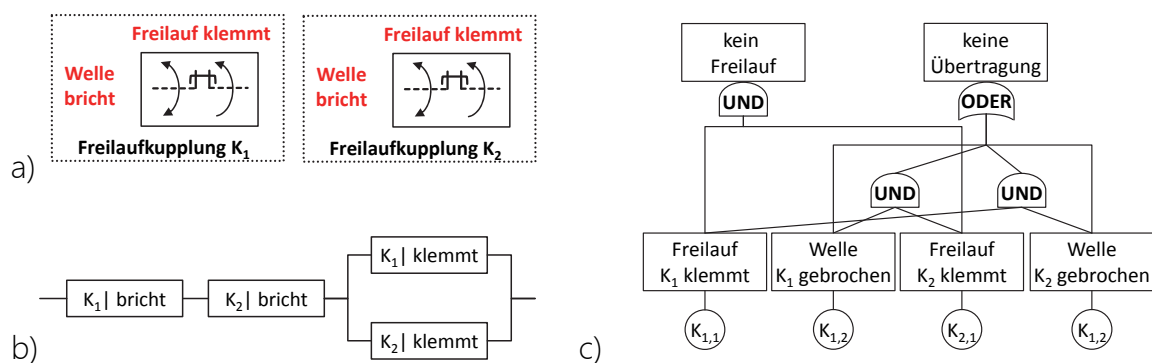 Freilauf klemmt
Welle
bricht
Freilaufkupplung K₁
Freilauf klemmt
Welle
bricht
Freilaufkupplung K₂
a)
K₁| bricht
K₂| bricht
K₁| klemmt
K₂| klemmt
b)
kein
Freilauf
keine
Übertragung
UND
ODER
UND
UND
Freilauf
K₁ klemmt
Welle
K₁ gebrochen
Freilauf
K₂ klemmt
Welle
K₂ gebrochen
K₁,₁
K₁,₂
K₂,₁
K₁,₂
c)